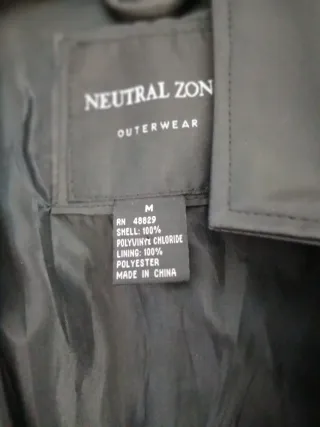 NEUTRAL ZON
OUTERWEAR
M
RN 48829
SHELL: 100%
POLYVINYL CHLORIDE
LINING: 100%
POLYESTER
MADE IN CHINA